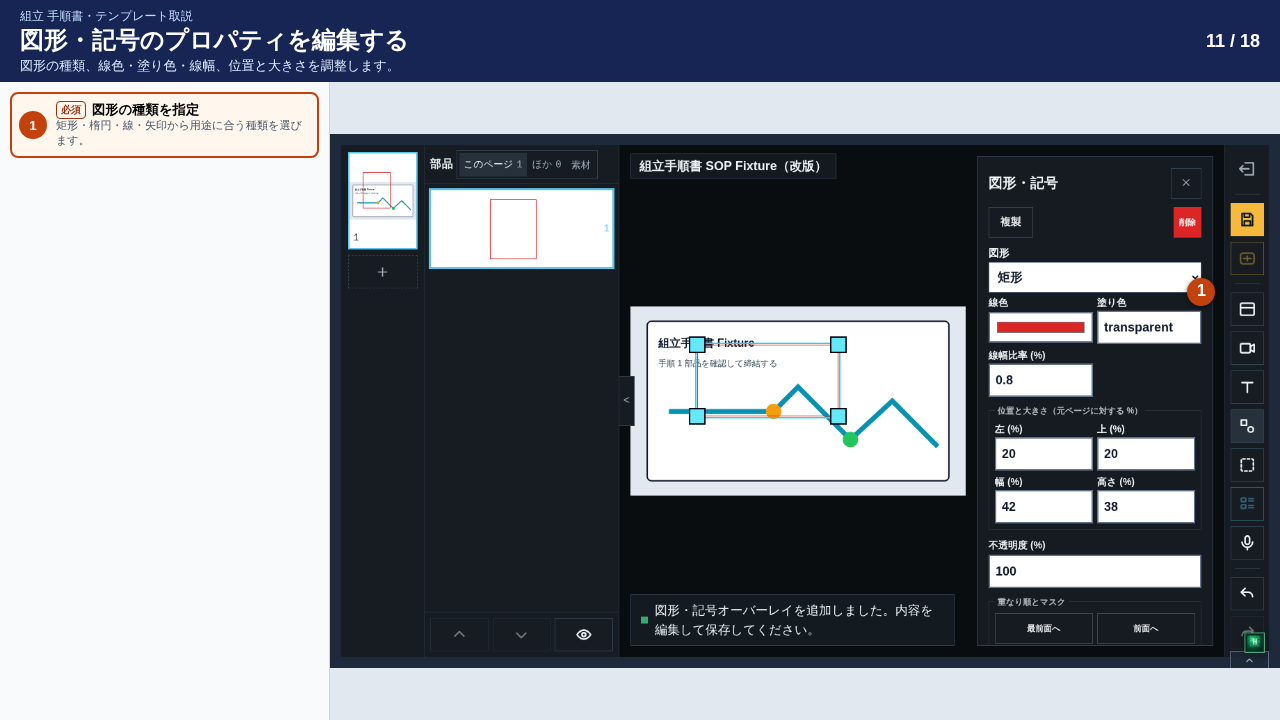 組立 手順書・テンプレート取説
図形・記号のプロパティを編集する
図形の種類、線色・塗り色・線幅、位置と大きさを調整します。
11 / 18
1
必須 図形の種類を指定
矩形・楕円・線・矢印から用途に合う種類を選び
ます。
1
+
部品 このページ 1 ほか 0 素材
1
組立手順書 SOP Fixture（改版）
手順 1 部品を確認して締結する
<
図形・記号オーバーレイを追加しました。内容を
編集して保存してください。
図形・記号
×
複製
削除
図形
矩形
1
線色
塗り色
transparent
線幅比率 (%)
0.8
位置と大きさ（元ページに対する %）
左 (%)
上 (%)
20
20
幅 (%)
高さ (%)
42
38
不透明度 (%)
100
重なり順とマスク
最前面へ
前面へ